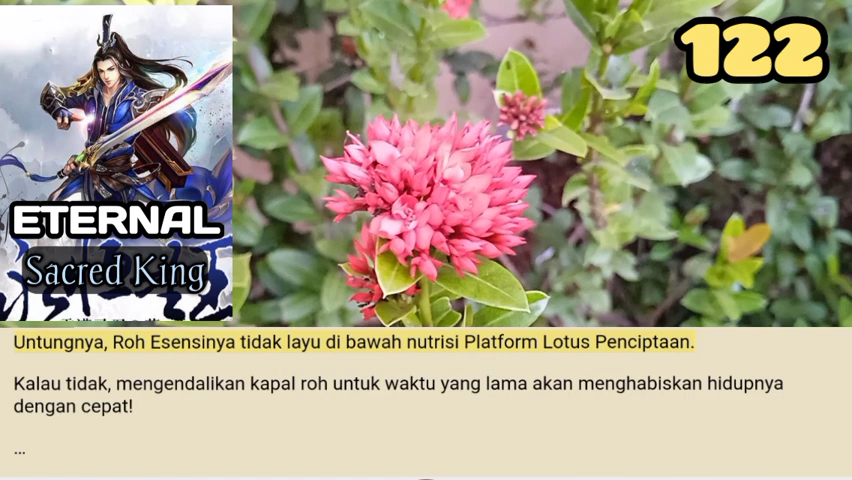 122
ETERNAL
Sacred King
Untungnya, Roh Esensinya tidak layu di bawah nutrisi Platform Lotus Penciptaan.
Kalau tidak, mengendalikan kapal roh untuk waktu yang lama akan menghabiskan hidupnya
dengan cepat!
...